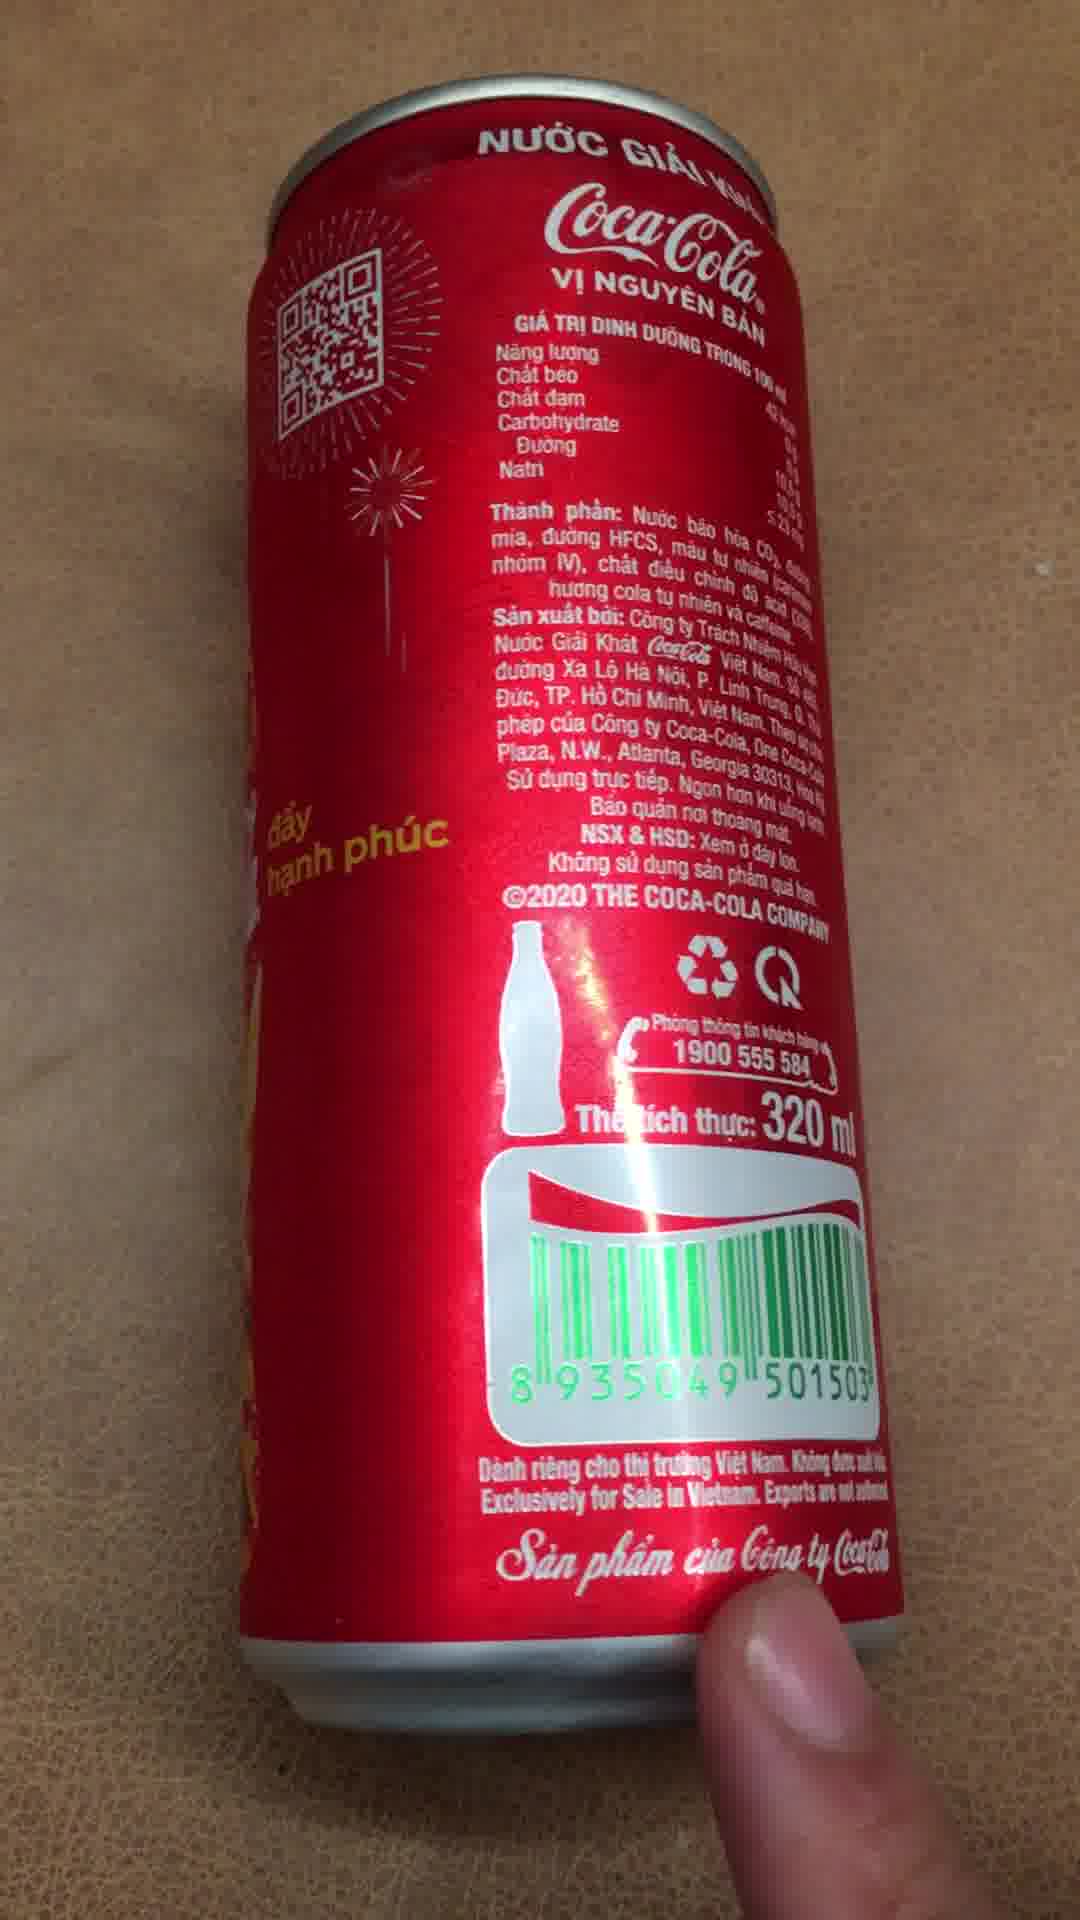 NƯỚC GIẢI
Coca-Cola
VỊ NGUYÊN BẢN
GIÁ TRỊ DINH DƯỠNG TRONG 100 ml
Năng lượng
Chất béo
Chất đạm
Carbohydrate
Đường
Natri
Thành phần: Nước bão hòa CO₂,
mía, đường HFCS, màu tự nhiên
nhóm IV), chất điều chỉnh độ acid
hương cola tự nhiên và caffeine.
Sản xuất bởi: Công ty Trách Nhiệm Hữu
Nước Giải Khát Coca-Cola Việt Nam. Số
đường Xa Lộ Hà Nội, P. Linh Trung, Q.
Đức, TP. Hồ Chí Minh, Việt Nam. Theo
phép của Công ty Coca-Cola, One Coca-Cola
Plaza, N.W., Atlanta, Georgia 30313,
Sử dụng trực tiếp. Ngon hơn khi uống lạnh
Bảo quản nơi thoáng mát.
NSX & HSD: Xem ở đáy lon.
Không sử dụng sản phẩm quá hạn.
©2020 THE COCA-COLA COMPANY
đầy
hạnh phúc
Phòng thông tin khách hàng
1900 555 584
Thể tích thực: 320 ml
8 935049 501503
Dành riêng cho thị trường Việt Nam. Không được
Exclusively for Sale in Vietnam. Exports are not
Sản phẩm của Công ty Coca-Cola